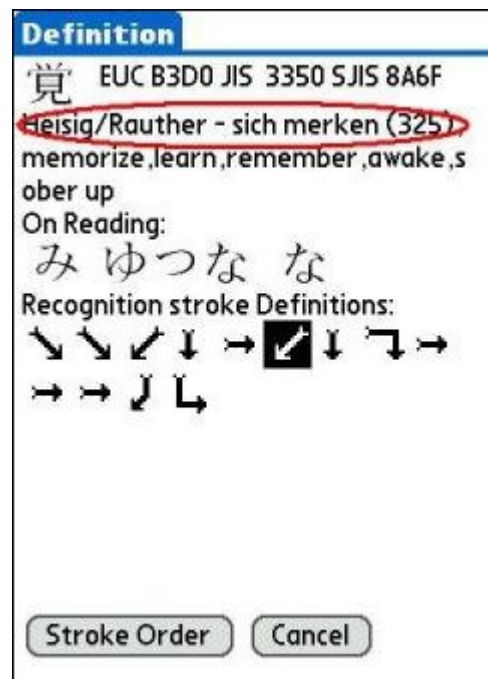 Definition
覚 EUC B3D0 JIS 3350 SJIS 8A6F
Heisig/Rauther - sich merken (325)
memorize,learn,remember,awake,s
ober up
On Reading:
み ゆつな な
Recognition stroke Definitions:
Stroke Order Cancel